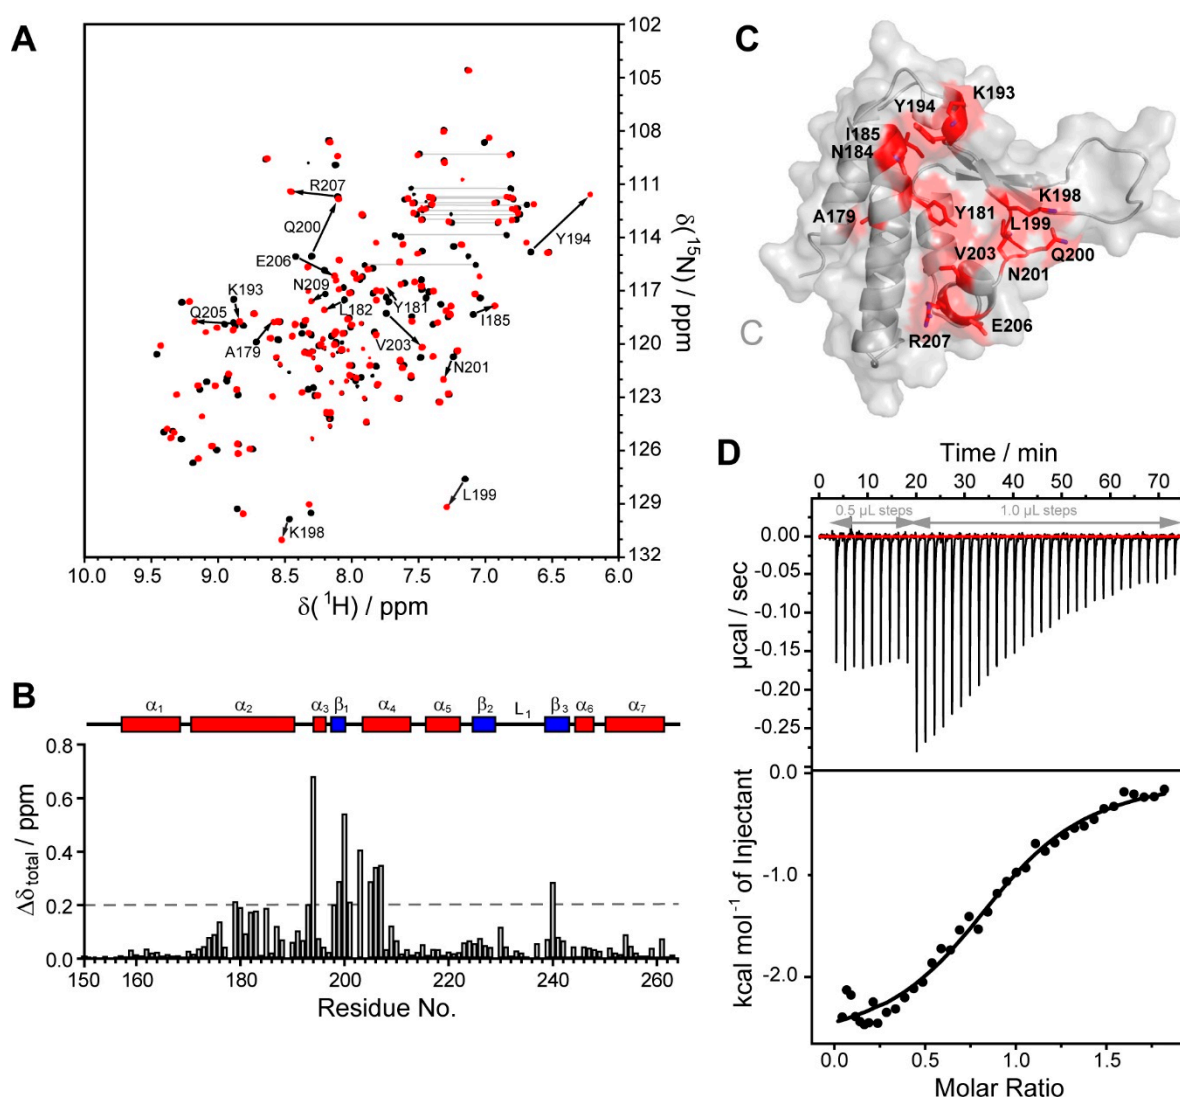 A
102
105
108
111
114
117
120
123
126
129
132
δ(¹⁵N) / ppm
10.0 9.5 9.0 8.5 8.0 7.5 7.0 6.5 6.0
δ(¹H) / ppm
R207
Q200
E206
N209
K193
Q205
L182
Y181
A179
V203
I185
N201
Y194
L199
K198
B
α₁ α₂ α₃ β₁ α₄ α₅ β₂ L₁ β₃ α₆ α₇
0.8
0.6
0.4
0.2
0.0
Δδtotal / ppm
150 160 180 200 220 240 260
Residue No.
C
K193
Y194
I185
N184
A179
Y181
K198
L199
V203
Q200
N201
E206
R207
C
D
Time / min
0 10 20 30 40 50 60 70
0.5 µL steps 1.0 µL steps
0.00
-0.05
-0.10
-0.15
-0.20
-0.25
µcal / sec
0.0
-1.0
-2.0
kcal mol⁻¹ of Injectant
0.0 0.5 1.0 1.5
Molar Ratio